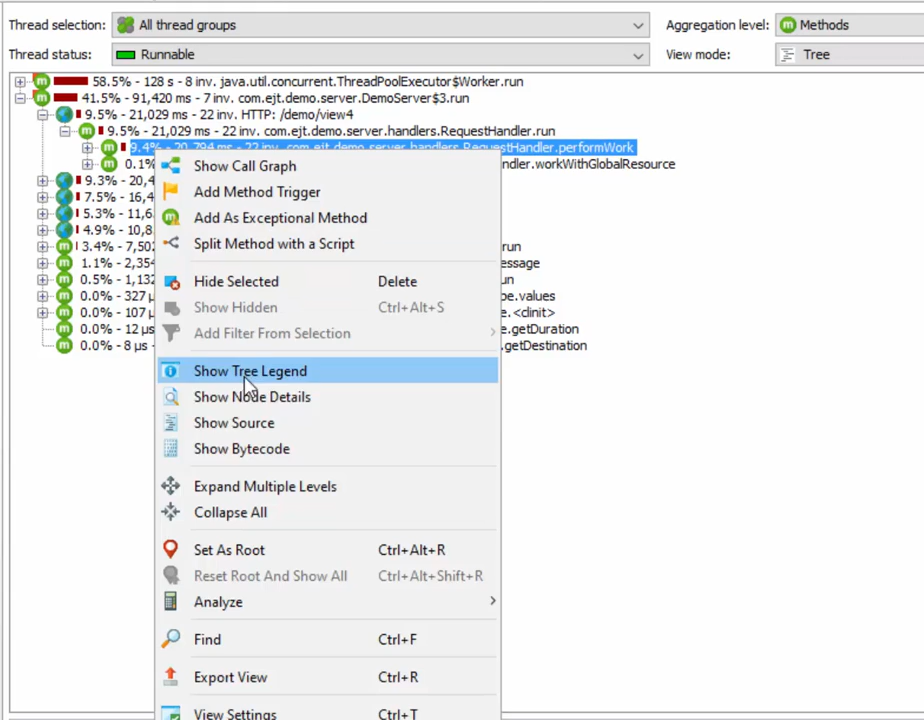 Thread selection: All thread groups Aggregation level: Methods
Thread status: Runnable View mode: Tree
58.5% - 128 s - 8 inv. java.util.concurrent.ThreadPoolExecutor$Worker.run
41.5% - 91,420 ms - 7 inv. com.ejt.demo.server.DemoServer$3.run
9.5% - 21,029 ms - 22 inv. HTTP: /demo/view4
9.5% - 21,029 ms - 22 inv. com.ejt.demo.server.handlers.RequestHandler.run
9.4% - 20,794 ms - 22 inv. com.ejt.demo.server.handlers.RequestHandler.performWork
0.1% ndler.workWithGlobalResource
9.3% - 20,4
7.5% - 16,4
5.3% - 11,6
4.9% - 10,8
3.4% - 7,502 run
1.1% - 2,354 essage
0.5% - 1,132 un
0.0% - 327 µ pe.values
0.0% - 107 µ e.<clinit>
0.0% - 12 µs .getDuration
0.0% - 8 µs - .getDestination
Show Call Graph
Add Method Trigger
Add As Exceptional Method
Split Method with a Script
Hide Selected Delete
Show Hidden Ctrl+Alt+S
Add Filter From Selection
Show Tree Legend
Show Node Details
Show Source
Show Bytecode
Expand Multiple Levels
Collapse All
Set As Root Ctrl+Alt+R
Reset Root And Show All Ctrl+Alt+Shift+R
Analyze
Find Ctrl+F
Export View Ctrl+R
View Settings Ctrl+T